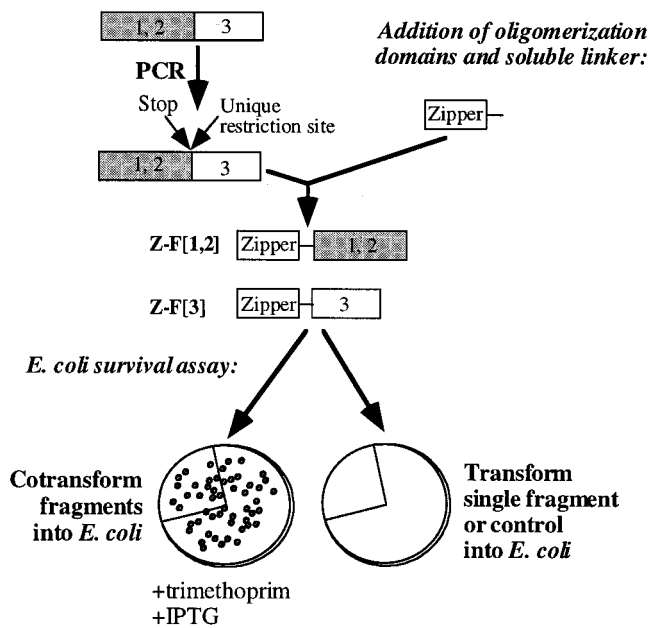 1, 2 3
Addition of oligomerization
domains and soluble linker:
PCR
Stop
Unique
restriction site
Zipper
1, 2 3
Z-F[1,2] Zipper 1, 2
Z-F[3] Zipper 3
E. coli survival assay:
Cotransform
fragments
into E. coli
Transform
single fragment
or control
into E. coli
+trimethoprim
+IPTG